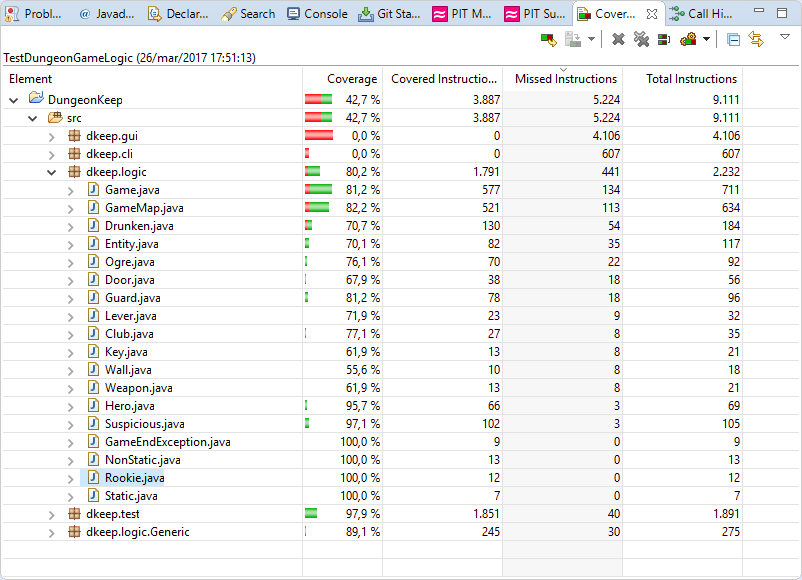 Probl... Javad... Declar... Search Console Git Sta... PIT M... PIT Su... Cover... Call Hi...
TestDungeonGameLogic (26/mar/2017 17:51:13)
Element Coverage Covered Instructio... Missed Instructions Total Instructions
DungeonKeep 42,7 % 3.887 5.224 9.111
src 42,7 % 3.887 5.224 9.111
dkeep.gui 0,0 % 0 4.106 4.106
dkeep.cli 0,0 % 0 607 607
dkeep.logic 80,2 % 1.791 441 2.232
Game.java 81,2 % 577 134 711
GameMap.java 82,2 % 521 113 634
Drunken.java 70,7 % 130 54 184
Entity.java 70,1 % 82 35 117
Ogre.java 76,1 % 70 22 92
Door.java 67,9 % 38 18 56
Guard.java 81,2 % 78 18 96
Lever.java 71,9 % 23 9 32
Club.java 77,1 % 27 8 35
Key.java 61,9 % 13 8 21
Wall.java 55,6 % 10 8 18
Weapon.java 61,9 % 13 8 21
Hero.java 95,7 % 66 3 69
Suspicious.java 97,1 % 102 3 105
GameEndException.java 100,0 % 9 0 9
NonStatic.java 100,0 % 13 0 13
Rookie.java 100,0 % 12 0 12
Static.java 100,0 % 7 0 7
dkeep.test 97,9 % 1.851 40 1.891
dkeep.logic.Generic 89,1 % 245 30 275